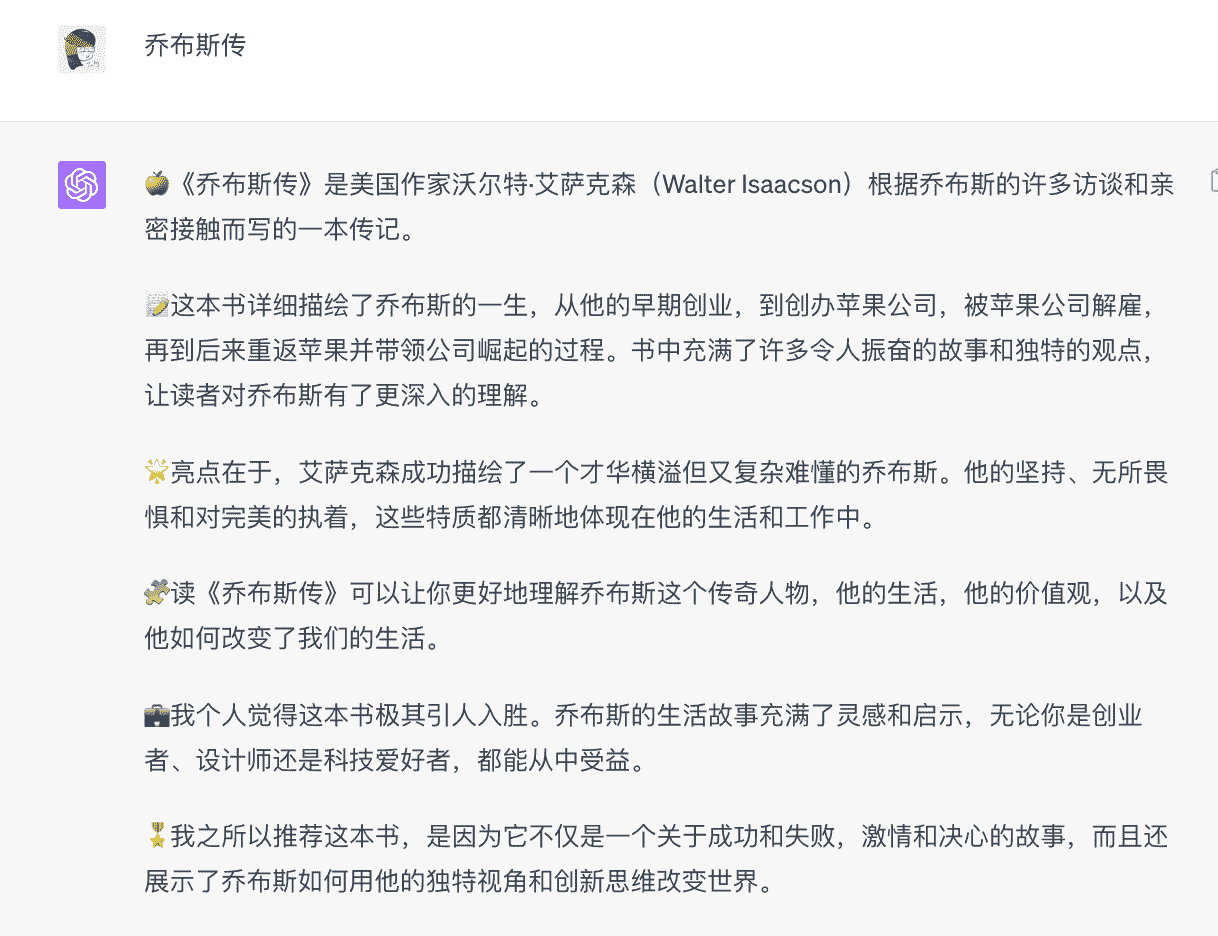 乔布斯传
🍎《乔布斯传》是美国作家沃尔特·艾萨克森（Walter Isaacson）根据乔布斯的许多访谈和亲
密接触而写的一本传记。
📝这本书详细描绘了乔布斯的一生，从他的早期创业，到创办苹果公司，被苹果公司解雇，
再到后来重返苹果并带领公司崛起的过程。书中充满了许多令人振奋的故事和独特的观点，
让读者对乔布斯有了更深入的理解。
🌟亮点在于，艾萨克森成功描绘了一个才华横溢但又复杂难懂的乔布斯。他的坚持、无所畏
惧和对完美的执着，这些特质都清晰地体现在他的生活和工作中。
🧩读《乔布斯传》可以让你更好地理解乔布斯这个传奇人物，他的生活，他的价值观，以及
他如何改变了我们的生活。
💼我个人觉得这本书极其引人入胜。乔布斯的生活故事充满了灵感和启示，无论你是创业
者、设计师还是科技爱好者，都能从中受益。
🎖️我之所以推荐这本书，是因为它不仅是一个关于成功和失败，激情和决心的故事，而且还
展示了乔布斯如何用他的独特视角和创新思维改变世界。